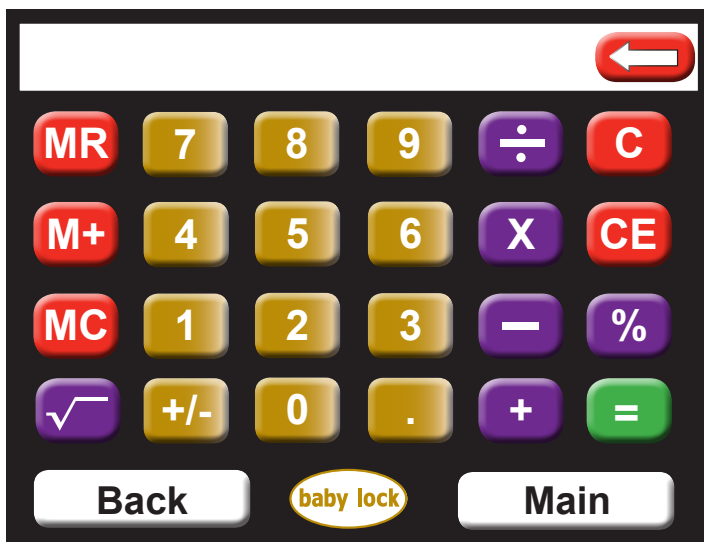 MR 7 8 9 ÷ C
M+ 4 5 6 X CE
MC 1 2 3 − %
√ +/- 0 . + =
Back baby lock Main